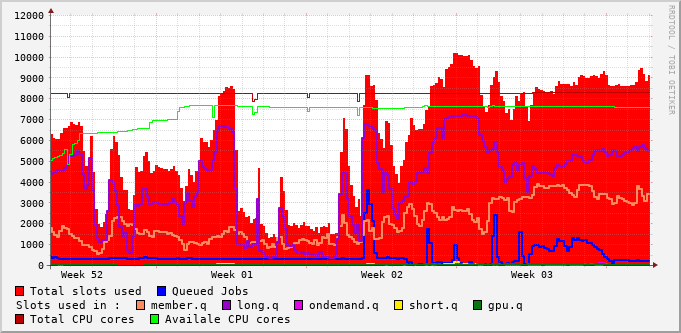 RRDTOOL / TOBI OETIKER
12000
11000
10000
9000
8000
7000
6000
5000
4000
3000
2000
1000
0
Week 52 Week 01 Week 02 Week 03
Total slots used Queued Jobs
Slots used in : member.q long.q ondemand.q short.q gpu.q
Total CPU cores Availale CPU cores